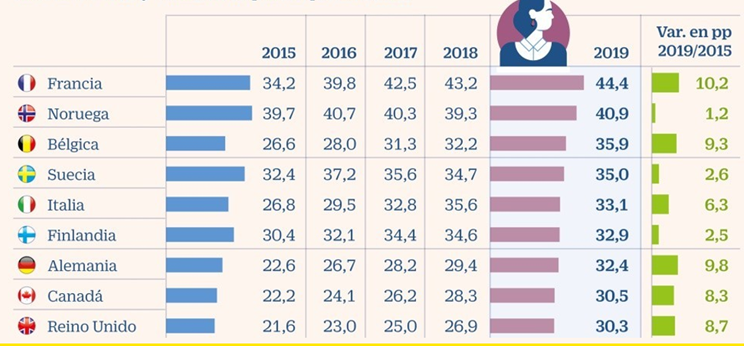 Var. en pp
2015 2016 2017 2018 2019 2019/2015
Francia 34,2 39,8 42,5 43,2 44,4 10,2
Noruega 39,7 40,7 40,3 39,3 40,9 1,2
Bélgica 26,6 28,0 31,3 32,2 35,9 9,3
Suecia 32,4 37,2 35,6 34,7 35,0 2,6
Italia 26,8 29,5 32,8 35,6 33,1 6,3
Finlandia 30,4 32,1 34,4 34,6 32,9 2,5
Alemania 22,6 26,7 28,2 29,4 32,4 9,8
Canadá 22,2 24,1 26,2 28,3 30,5 8,3
Reino Unido 21,6 23,0 25,0 26,9 30,3 8,7